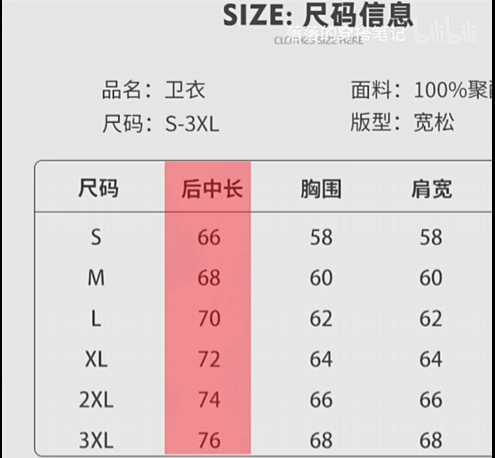 SIZE: 尺码信息
落落的穿搭笔记 bilibili
CLOTHES SIZE HERE
品名：卫衣 面料：100%聚
尺码：S-3XL 版型：宽松
尺码 后中长 胸围 肩宽
S 66 58 58
M 68 60 60
L 70 62 62
XL 72 64 64
2XL 74 66 66
3XL 76 68 68